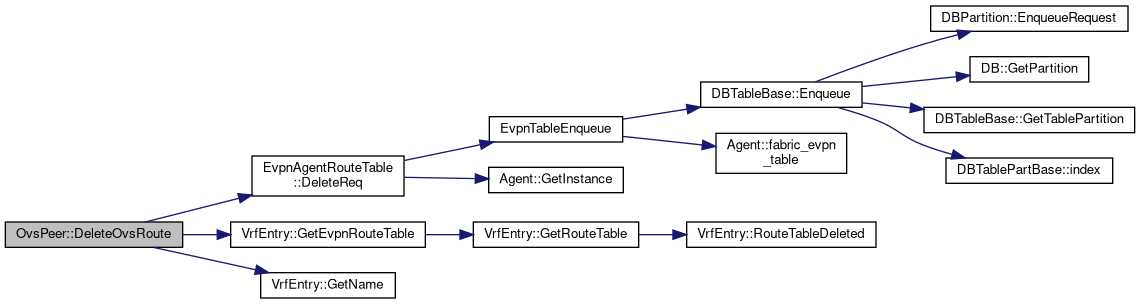 OvsPeer::DeleteOvsRoute
EvpnAgentRouteTable
::DeleteReq
EvpnTableEnqueue
DBTableBase::Enqueue
DBPartition::EnqueueRequest
DB::GetPartition
DBTableBase::GetTablePartition
DBTablePartBase::index
Agent::fabric_evpn
_table
Agent::GetInstance
VrfEntry::GetEvpnRouteTable
VrfEntry::GetRouteTable
VrfEntry::RouteTableDeleted
VrfEntry::GetName